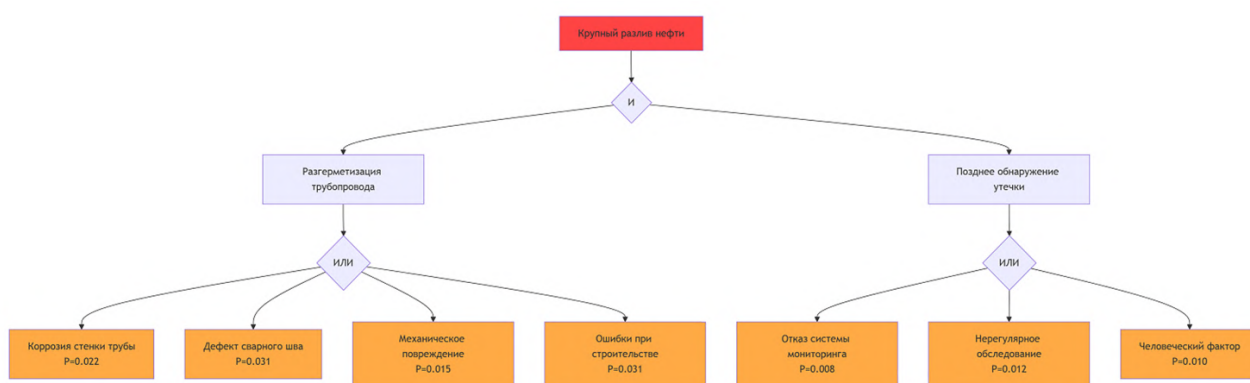 Крупный разлив нефти
И
Разгерметизация
трубопровода
Позднее обнаружение
утечки
ИЛИ
ИЛИ
Коррозия стенки трубы
P=0.022
Дефект сварного шва
P=0.031
Механическое
повреждение
P=0.015
Ошибки при
строительстве
P=0.031
Отказ системы
мониторинга
P=0.008
Нерегулярное
обследование
P=0.012
Человеческий фактор
P=0.010